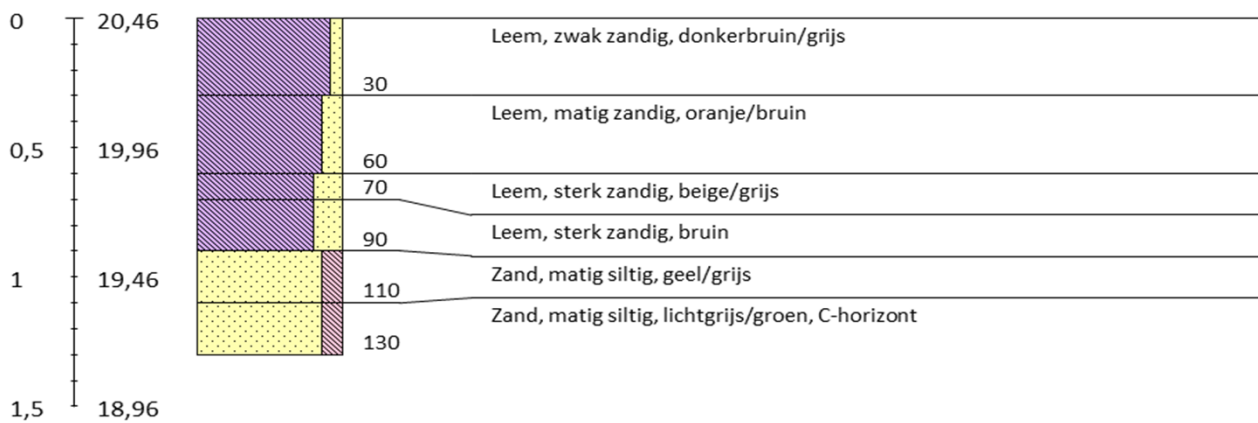 0 20,46
Leem, zwak zandig, donkerbruin/grijs
30
Leem, matig zandig, oranje/bruin
0,5 19,96
60
70
Leem, sterk zandig, beige/grijs
Leem, sterk zandig, bruin
90
Zand, matig siltig, geel/grijs
1 19,46
110
Zand, matig siltig, lichtgrijs/groen, C-horizont
130
1,5 18,96